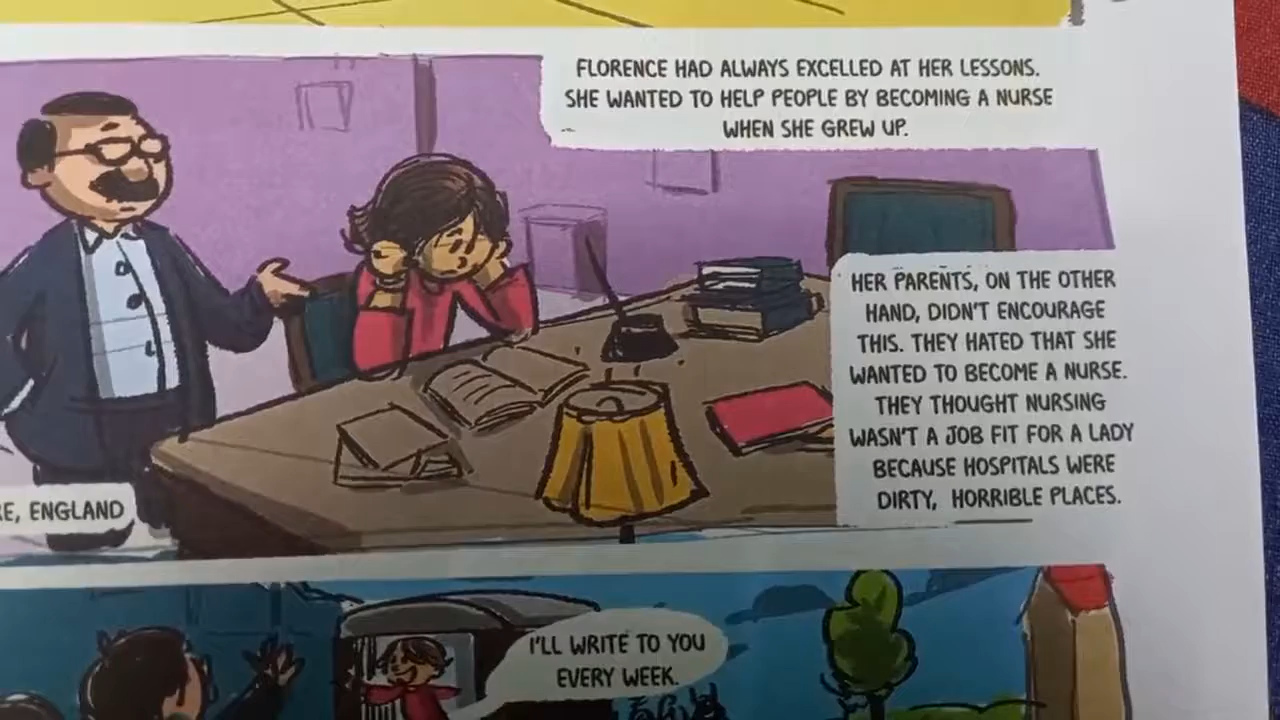 FLORENCE HAD ALWAYS EXCELLED AT HER LESSONS.
SHE WANTED TO HELP PEOPLE BY BECOMING A NURSE
WHEN SHE GREW UP.
HER PARENTS, ON THE OTHER
HAND, DIDN'T ENCOURAGE
THIS. THEY HATED THAT SHE
WANTED TO BECOME A NURSE.
THEY THOUGHT NURSING
WASN'T A JOB FIT FOR A LADY
BECAUSE HOSPITALS WERE
DIRTY, HORRIBLE PLACES.
ENGLAND
I'LL WRITE TO YOU
EVERY WEEK.